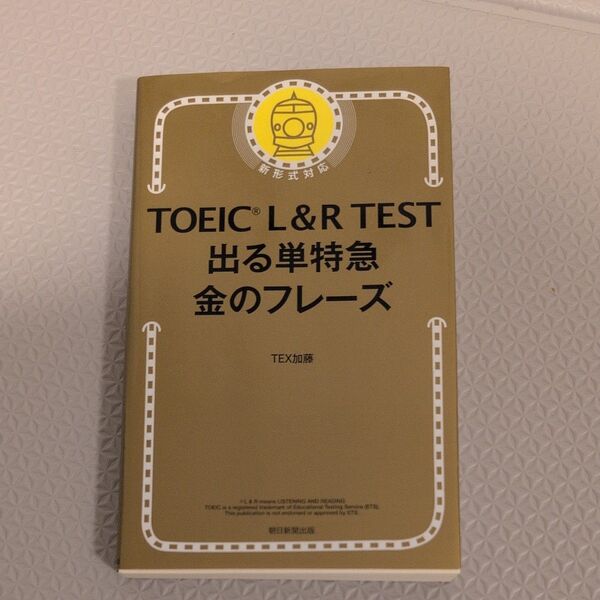 新形式対応
TOEIC® L&R TEST
出る単特急
金のフレーズ
TEX加藤
※L & R means LISTENING AND READING.
TOEIC is a registered trademark of Educational Testing Service (ETS).
This publication is not endorsed or approved by ETS.
朝日新聞出版